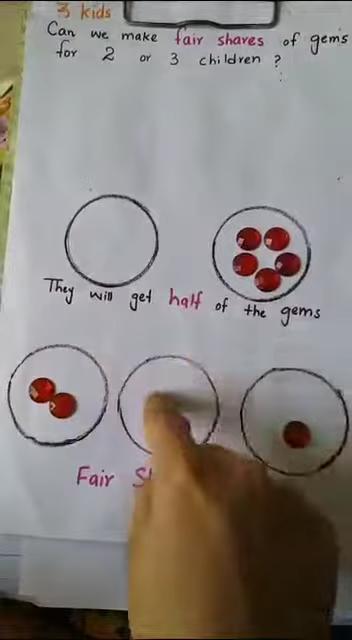 3 kids
Can we make fair shares of gems
for 2 or 3 children ?
They will get half of the gems
Fair